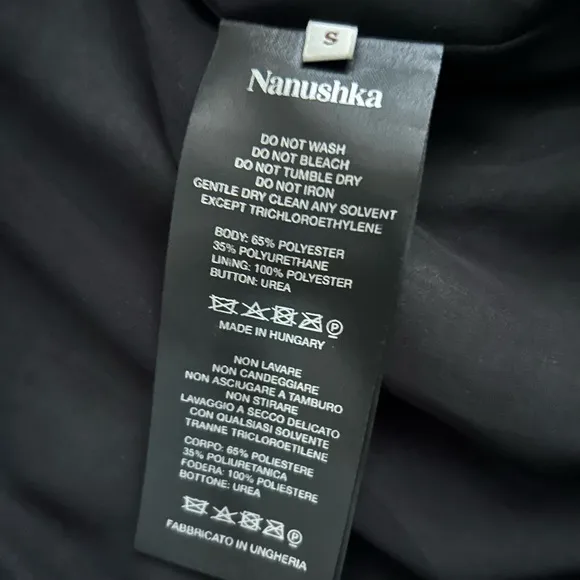 S
Nanushka
DO NOT WASH
DO NOT BLEACH
DO NOT TUMBLE DRY
DO NOT IRON
GENTLE DRY CLEAN ANY SOLVENT
EXCEPT TRICHLOROETHYLENE
BODY: 65% POLYESTER
35% POLYURETHANE
LINING: 100% POLYESTER
BUTTON: UREA
P
MADE IN HUNGARY
NON LAVARE
NON CANDEGGIARE
NON ASCIUGARE A TAMBURO
NON STIRARE
LAVAGGIO A SECCO DELICATO
CON QUALSIASI SOLVENTE
TRANNE TRICLOROETILENE
CORPO: 65% POLIESTERE
35% POLIURETANICA
FODERA: 100% POLIESTERE
BOTTONE: UREA
P
FABBRICATO IN UNGHERIA